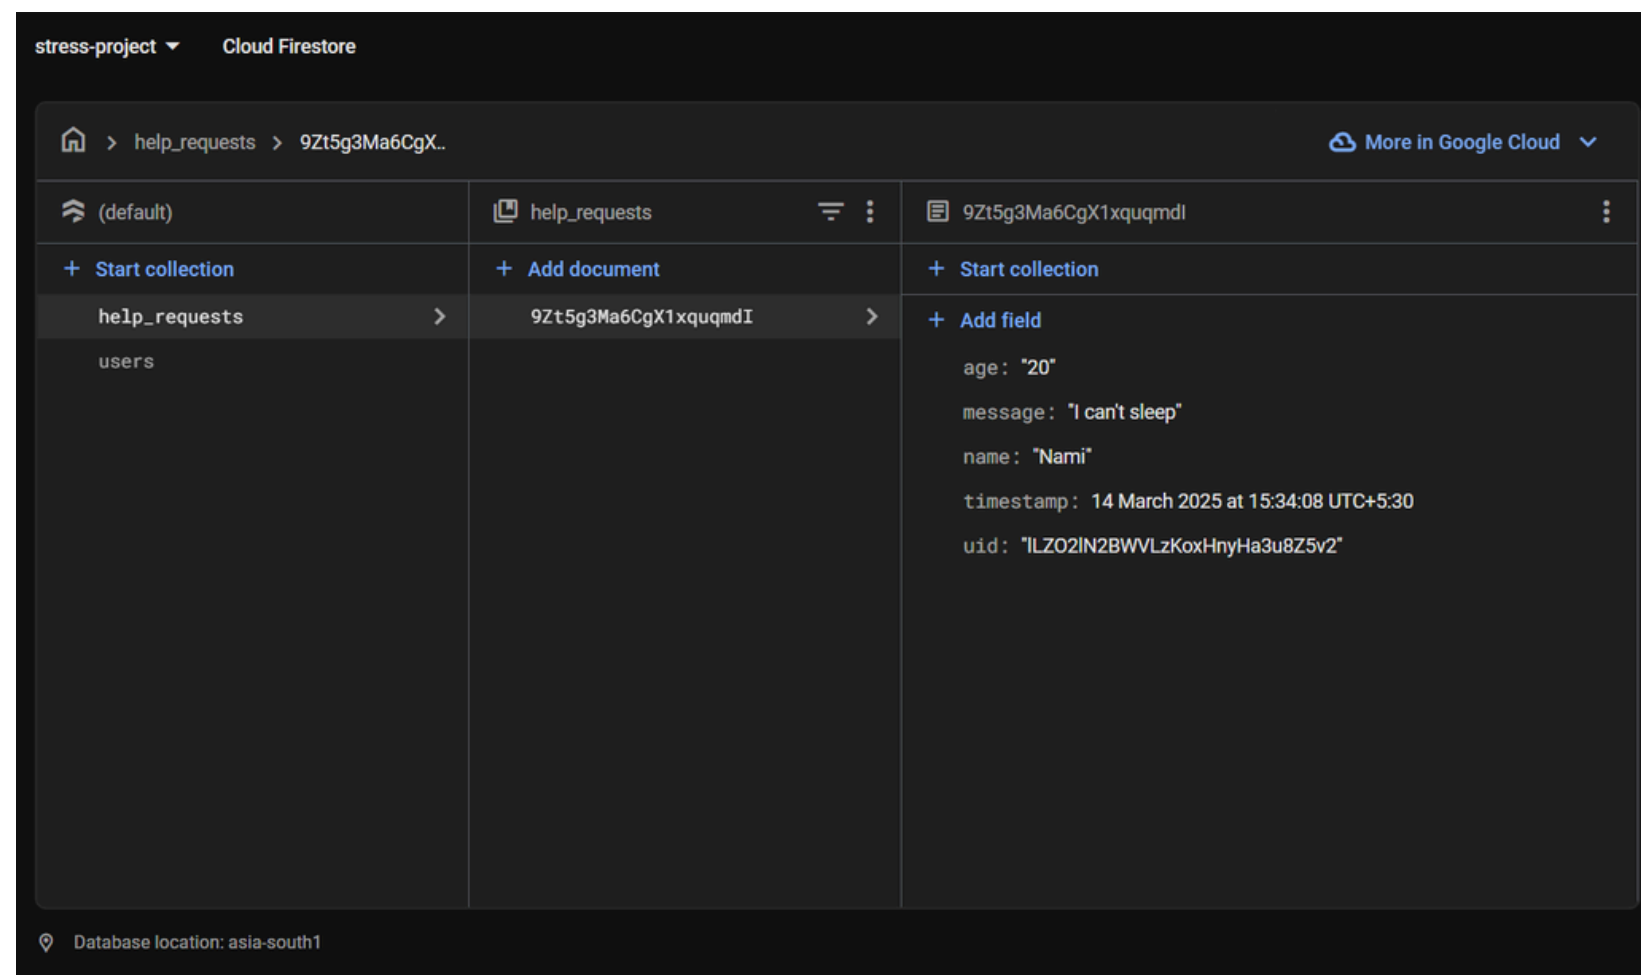 stress-project Cloud Firestore
help_requests 9Zt5g3Ma6CgX.. More in Google Cloud
(default) help_requests 9Zt5g3Ma6CgX1xquqmdI
+ Start collection + Add document + Start collection
help_requests 9Zt5g3Ma6CgX1xquqmdI + Add field
users
age: "20"
message: "I can't sleep"
name: "Nami"
timestamp: 14 March 2025 at 15:34:08 UTC+5:30
uid: "lLZO2lN2BWVLzKoxHnyHa3u8Z5v2"
Database location: asia-south1